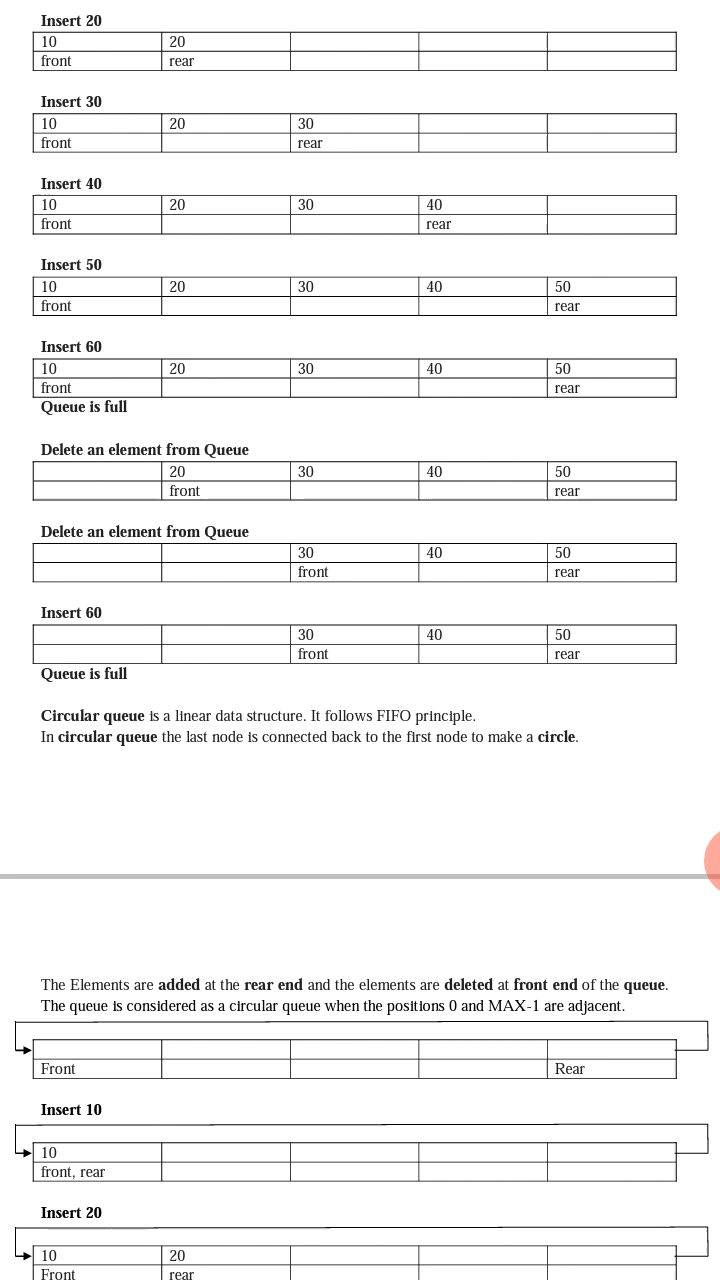 Insert 20
10 20
front rear
Insert 30
10 20 30
front rear
Insert 40
10 20 30 40
front rear
Insert 50
10 20 30 40 50
front rear
Insert 60
10 20 30 40 50
front rear
Queue is full
Delete an element from Queue
20 30 40 50
front rear
Delete an element from Queue
30 40 50
front rear
Insert 60
30 40 50
front rear
Queue is full
Circular queue is a linear data structure. It follows FIFO principle.
In circular queue the last node is connected back to the first node to make a circle.
The Elements are added at the rear end and the elements are deleted at front end of the queue.
The queue is considered as a circular queue when the positions 0 and MAX-1 are adjacent.
Front Rear
Insert 10
10
front, rear
Insert 20
10 20
Front rear